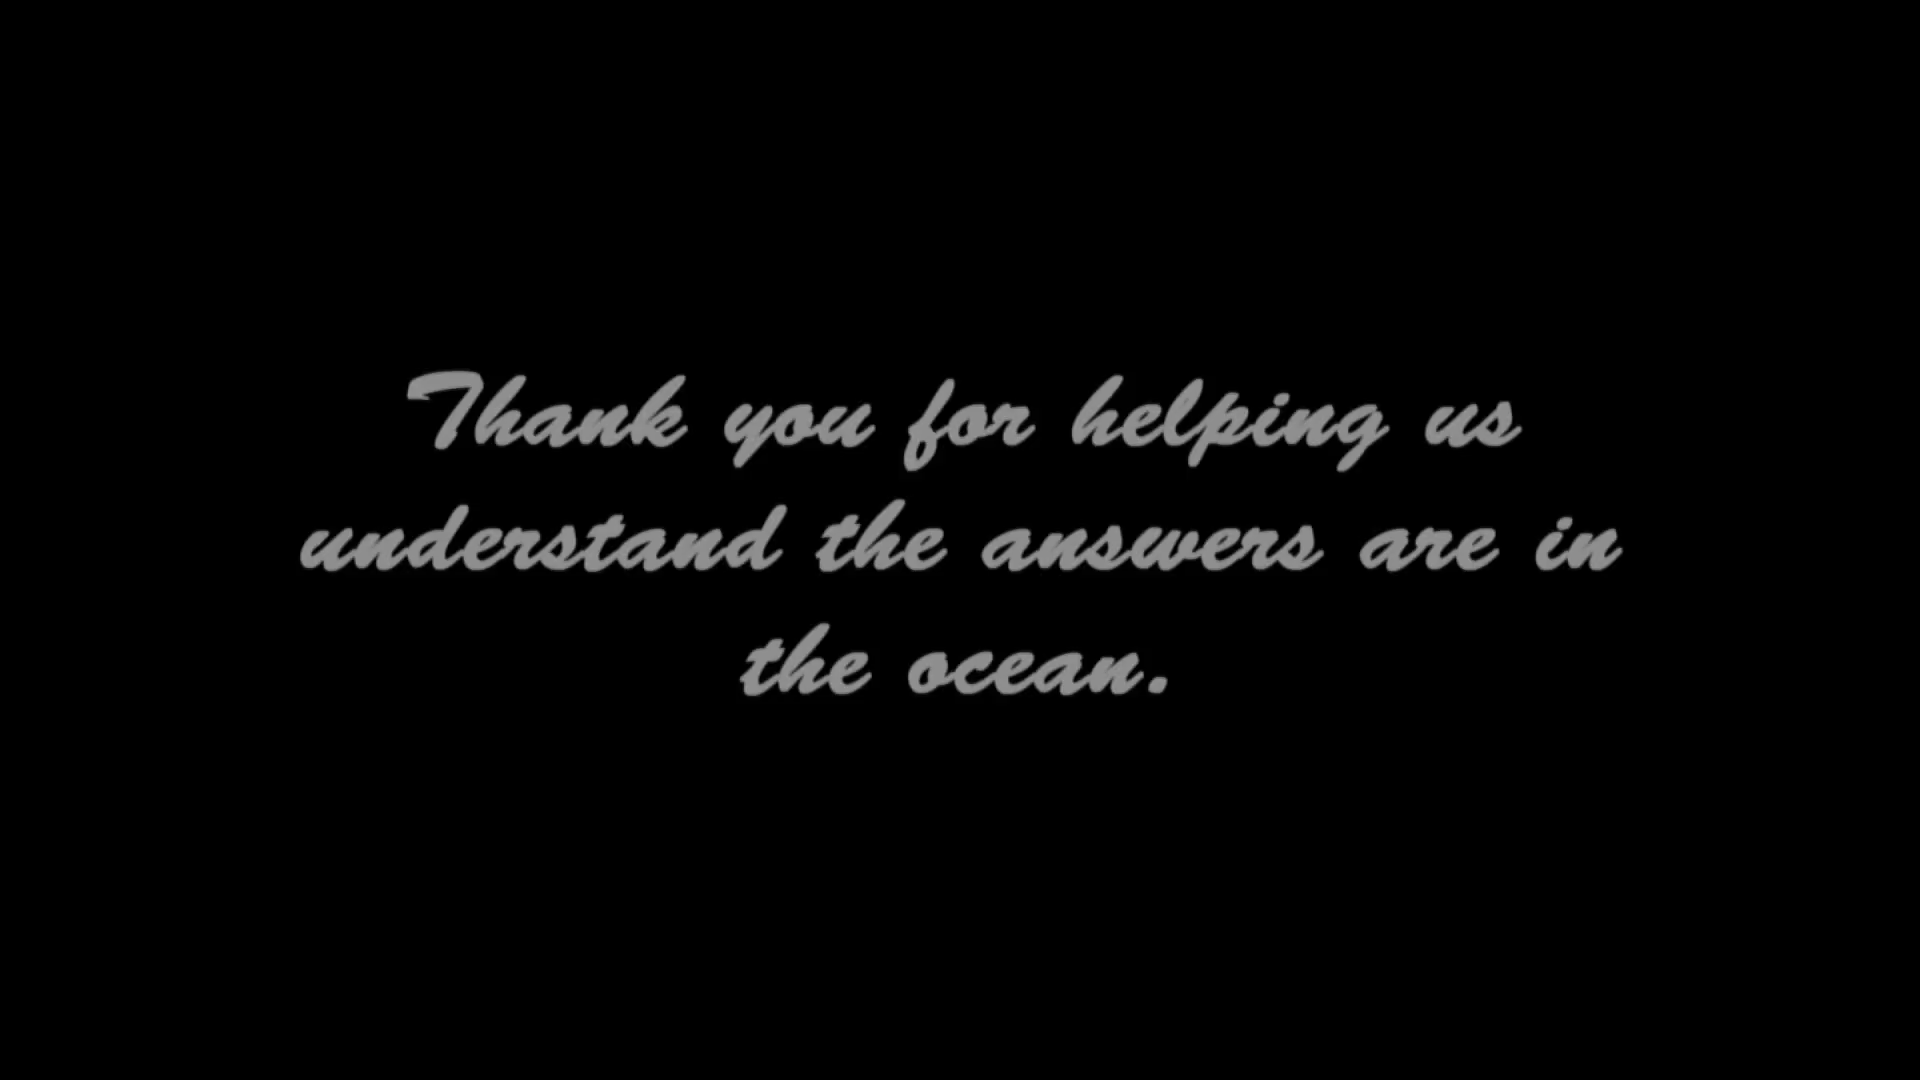 Thank you for helping us
understand the answers are in
the ocean.